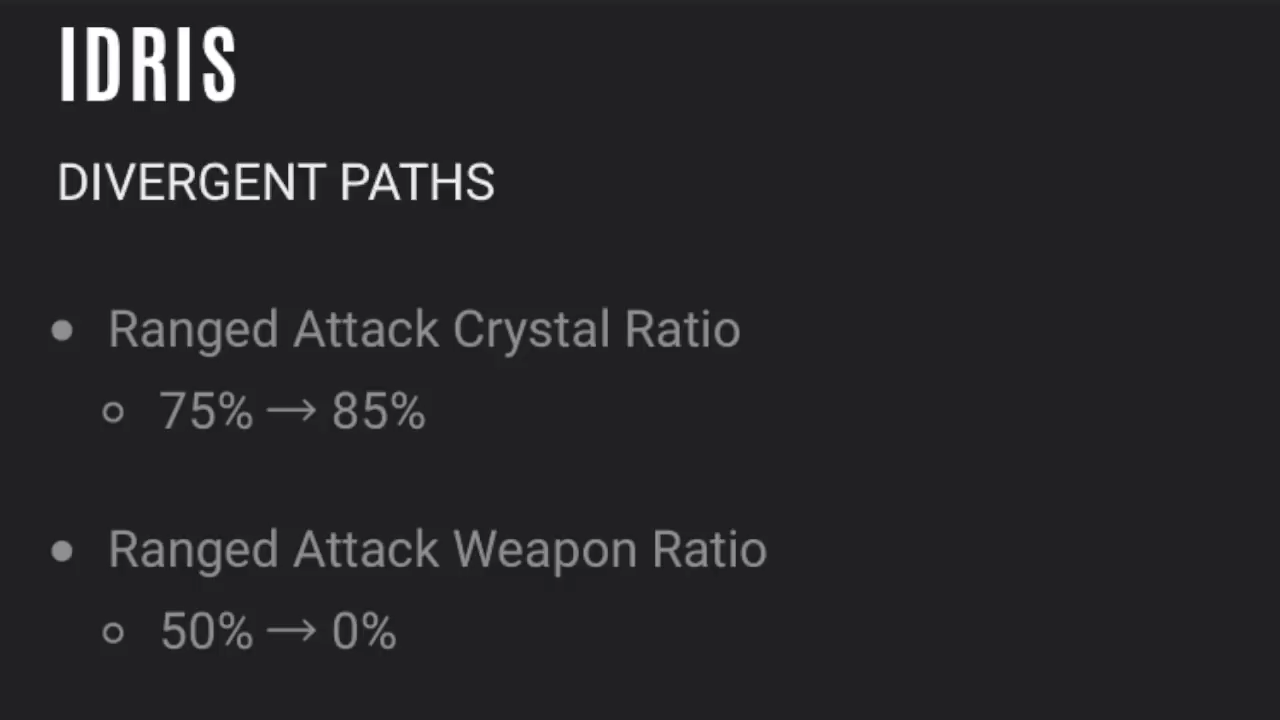 IDRIS
DIVERGENT PATHS
● Ranged Attack Crystal Ratio
○ 75% → 85%
● Ranged Attack Weapon Ratio
○ 50% → 0%